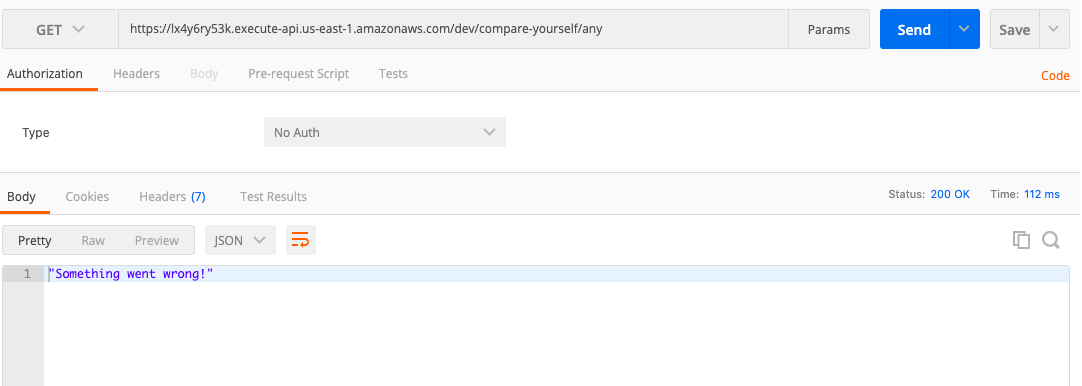 GET https://lx4y6ry53k.execute-api.us-east-1.amazonaws.com/dev/compare-yourself/any Params Send Save
Authorization Headers Body Pre-request Script Tests Code
Type No Auth
Body Cookies Headers (7) Test Results Status: 200 OK Time: 112 ms
Pretty Raw Preview JSON
1 "Something went wrong!"